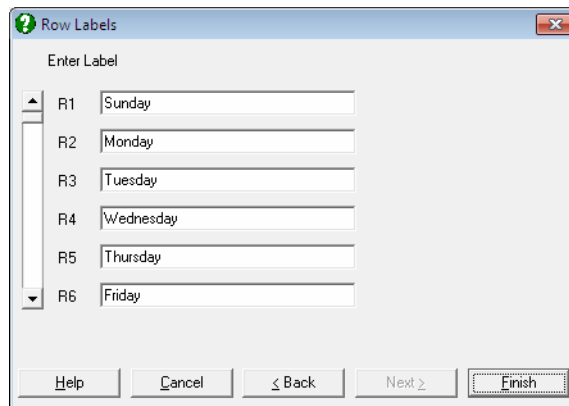 Row Labels
Enter Label
R1 Sunday
R2 Monday
R3 Tuesday
R4 Wednesday
R5 Thursday
R6 Friday
Help Cancel < Back Next > Finish